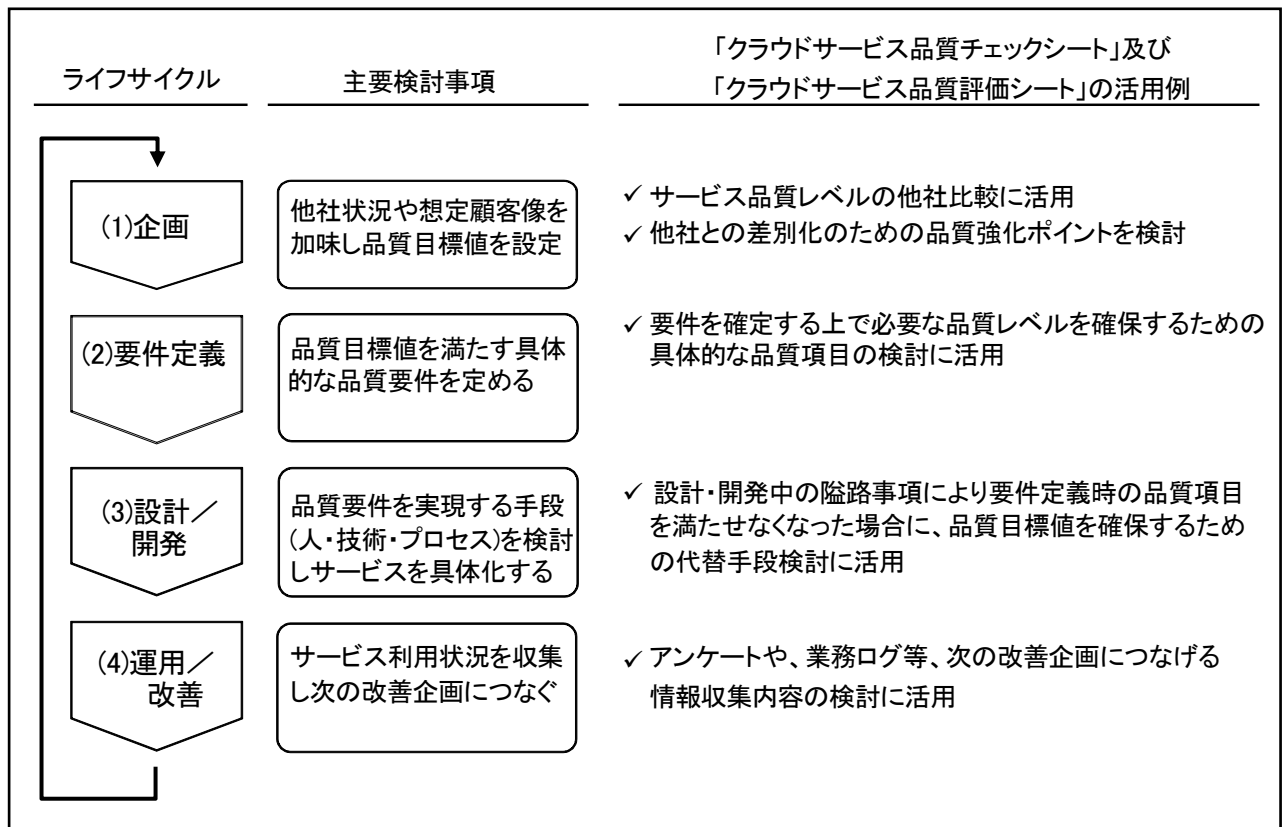 ライフサイクル
主要検討事項
「クラウドサービス品質チェックシート」及び
「クラウドサービス品質評価シート」の活用例
(1)企画
他社状況や想定顧客像を
加味し品質目標値を設定
✓ サービス品質レベルの他社比較に活用
✓ 他社との差別化のための品質強化ポイントを検討
(2)要件定義
品質目標値を満たす具体
的な品質要件を定める
✓ 要件を確定する上で必要な品質レベルを確保するための
具体的な品質項目の検討に活用
(3)設計／
開発
品質要件を実現する手段
(人・技術・プロセス)を検討
しサービスを具体化する
✓ 設計・開発中の隘路事項により要件定義時の品質項目
を満たせなくなった場合に、品質目標値を確保するため
の代替手段検討に活用
(4)運用／
改善
サービス利用状況を収集
し次の改善企画につなぐ
✓ アンケートや、業務ログ等、次の改善企画につなげる
情報収集内容の検討に活用